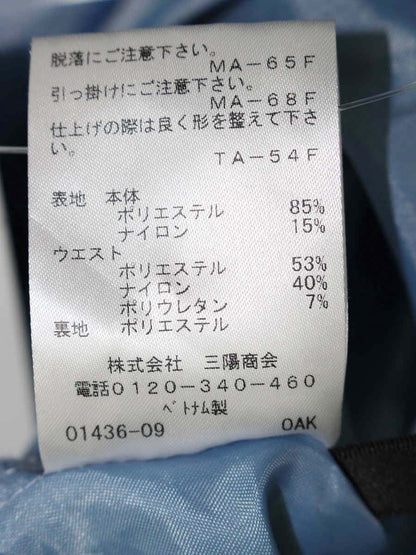 脱落にご注意下さい。
MA-65F
引っ掛けにご注意下さい。
MA-68F
仕上げの際は良く形を整えて下さ
い。
TA-54F
表地 本体
ポリエステル 85%
ナイロン 15%
ウエスト
ポリエステル 53%
ナイロン 40%
ポリウレタン 7%
裏地 ポリエステル
株式会社 三陽商会
電話0120-340-460
ﾍﾞﾄﾅﾑ製
01436-09 OAK